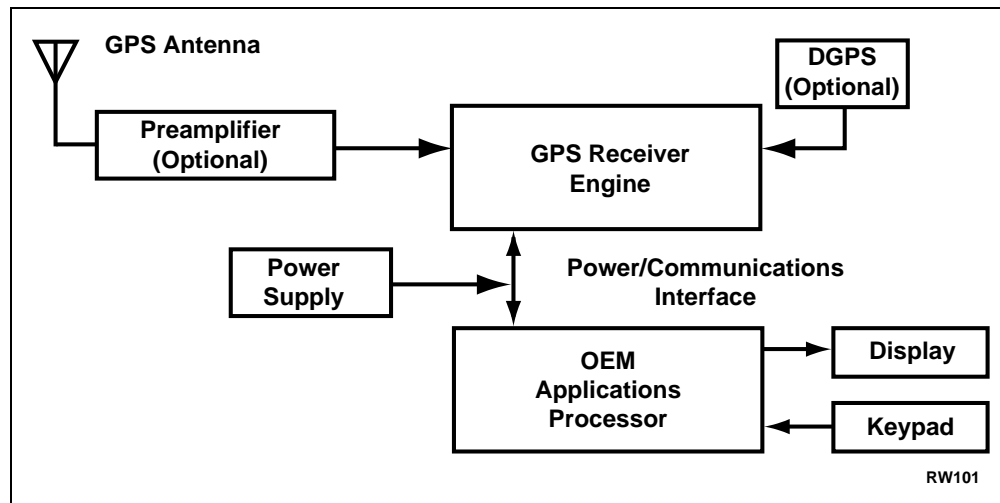 GPS Antenna
DGPS
(Optional)
Preamplifier
(Optional)
GPS Receiver
Engine
Power
Supply
Power/Communications
Interface
OEM
Applications
Processor
Display
Keypad
RW101